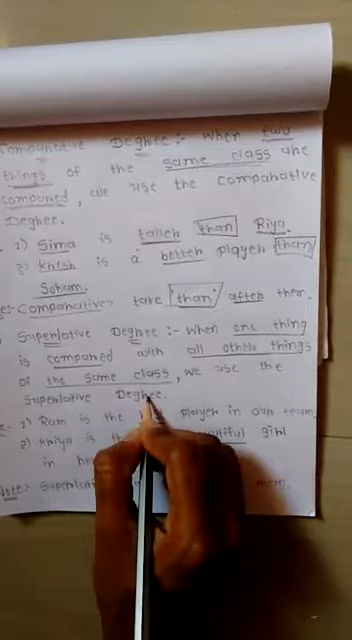 Comparative Degree :- When two
things of the same class are
compared, we use the comparative
Degree.
1) Sima is taller than Riya.
2) Krish is a better player than
Soham.
Comparatives take "than" after them.
Superlative Degree :- When one thing
is compared with all other things
of the same class, we use the
Superlative Degree.
1) Ram is the player in our team.
2) Kriya is girl
in
Note :- them.